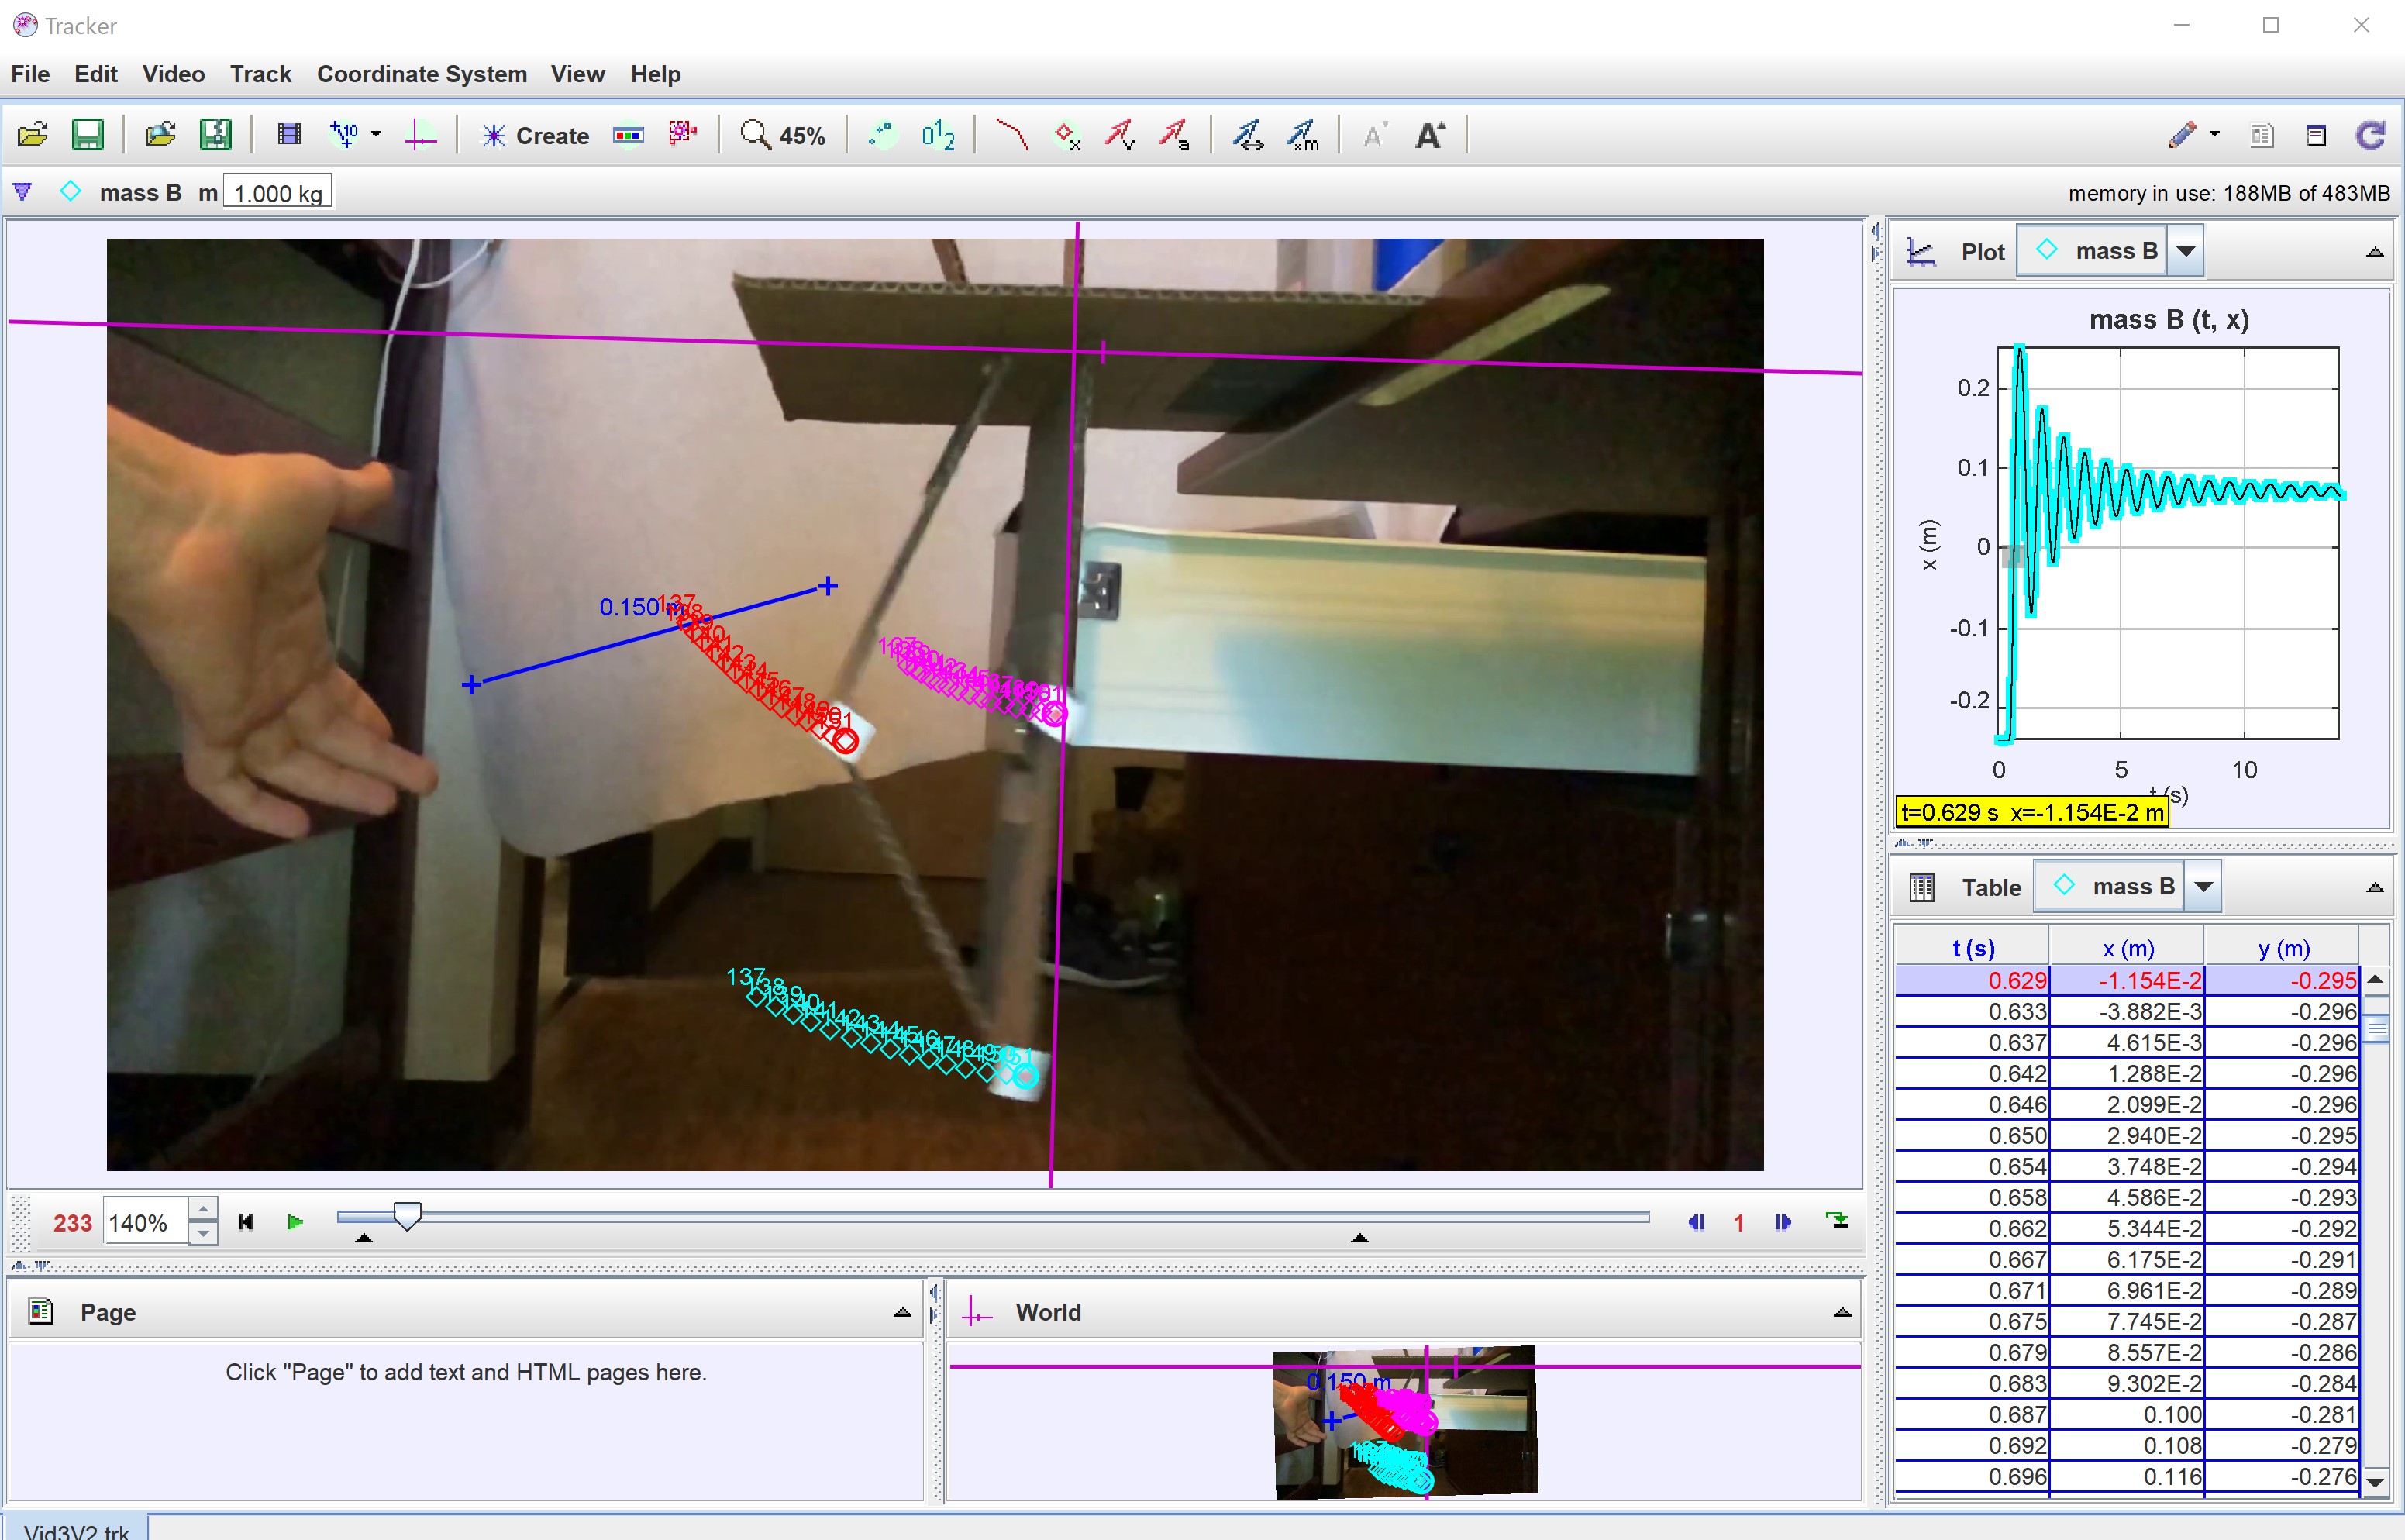 Tracker
File Edit Video Track Coordinate System View Help
Create 45%
mass B m 1.000 kg memory in use: 188MB of 483MB
Plot mass B
mass B (t, x)
0.2
0.1
0
-0.1
-0.2
x (m)
0 5 10
t (s)
t=0.629 s x=-1.154E-2 m
0.150
137
137
Table mass B
t (s) x (m) y (m)
0.629 -1.154E-2 -0.295
0.633 -3.882E-3 -0.296
0.637 4.615E-3 -0.296
0.642 1.288E-2 -0.296
0.646 2.099E-2 -0.296
0.650 2.940E-2 -0.295
0.654 3.748E-2 -0.294
0.658 4.586E-2 -0.293
0.662 5.344E-2 -0.292
0.667 6.175E-2 -0.291
0.671 6.961E-2 -0.289
0.675 7.745E-2 -0.287
0.679 8.557E-2 -0.286
0.683 9.302E-2 -0.284
0.687 0.100 -0.281
0.692 0.108 -0.279
0.696 0.116 -0.276
233 140% 1
Page
Click "Page" to add text and HTML pages here.
World
0.150 m
Vid3V2.trk